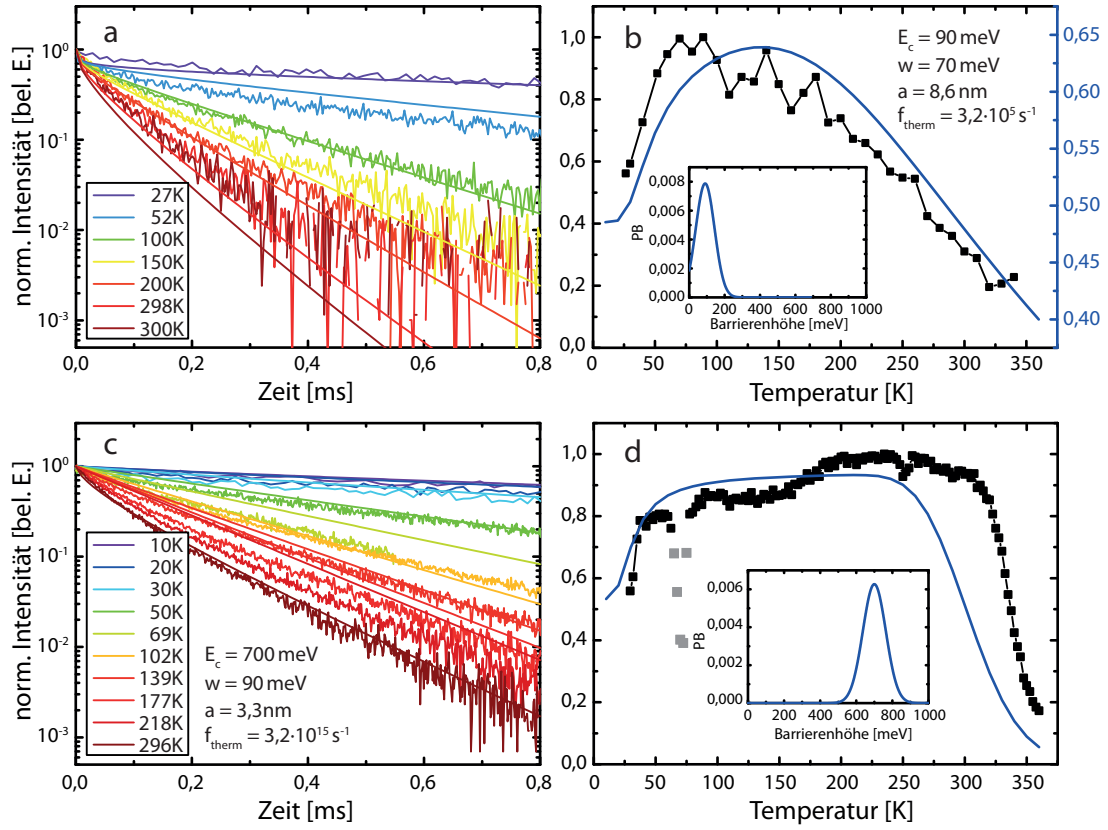 a
norm. Intensität [bel. E.]
10⁰
10⁻¹
10⁻²
10⁻³
27K
52K
100K
150K
200K
298K
300K
0,0
0,2
0,4
0,6
0,8
Zeit [ms]
b
E_c = 90 meV
w = 70 meV
a = 8,6 nm
f_therm = 3,2·10⁵ s⁻¹
1,0
0,8
0,6
0,4
0,2
0,0
0,65
0,60
0,55
0,50
0,45
0,40
PB
0,008
0,006
0,004
0,002
0,000
0 200 400 600 800 1000
Barrierenhöhe [meV]
0 50 100 150 200 250 300 350
Temperatur [K]
c
norm. Intensität [bel. E.]
10⁰
10⁻¹
10⁻²
10⁻³
10K
20K
30K
50K
69K
102K
139K
177K
218K
296K
E_c = 700 meV
w = 90 meV
a = 3,3nm
f_therm = 3,2·10¹⁵ s⁻¹
0,0
0,2
0,4
0,6
0,8
Zeit [ms]
d
1,0
0,8
0,6
0,4
0,2
0,0
PB
0,006
0,004
0,002
0,000
0 200 400 600 800 1000
Barrierenhöhe [meV]
0 50 100 150 200 250 300 350
Temperatur [K]